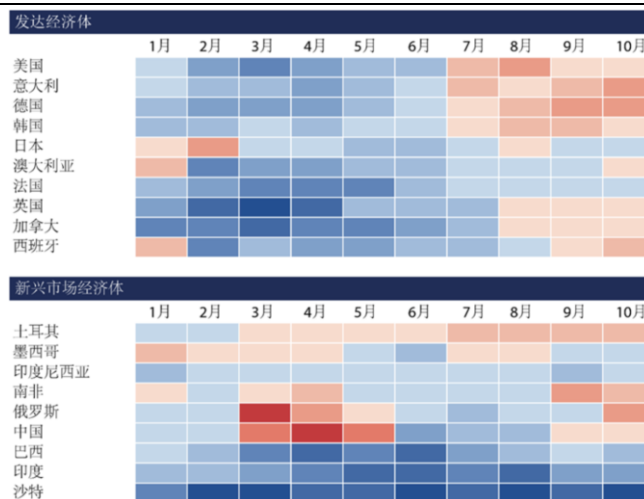 发达经济体
1月 2月 3月 4月 5月 6月 7月 8月 9月 10月
美国
意大利
德国
韩国
日本
澳大利亚
法国
英国
加拿大
西班牙
新兴市场经济体
1月 2月 3月 4月 5月 6月 7月 8月 9月 10月
土耳其
墨西哥
印度尼西亚
南非
俄罗斯
中国
巴西
印度
沙特